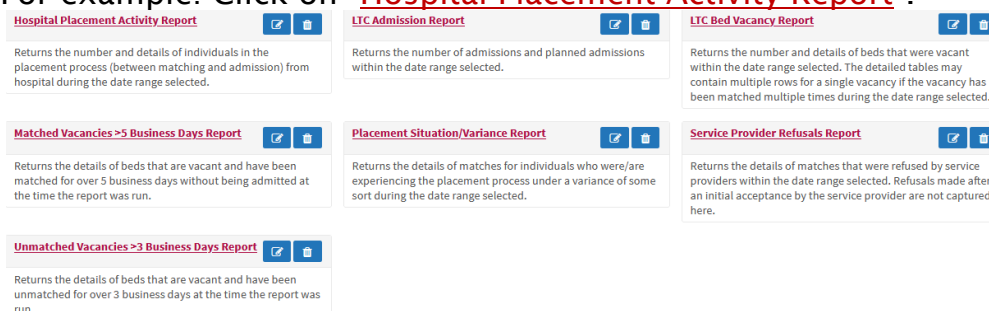 For example: Click on "Hospital Placement Activity Report".
Hospital Placement Activity Report
Returns the number and details of individuals in the
placement process (between matching and admission) from
hospital during the date range selected.
LTC Admission Report
Returns the number of admissions and planned admissions
within the date range selected.
LTC Bed Vacancy Report
Returns the number and details of beds that were vacant
within the date range selected. The detailed tables may
contain multiple rows for a single vacancy if the vacancy has
been matched multiple times during the date range selected.
Matched Vacancies >5 Business Days Report
Returns the details of beds that are vacant and have been
matched for over 5 business days without being admitted at
the time the report was run.
Placement Situation/Variance Report
Returns the details of matches for individuals who were/are
experiencing the placement process under a variance of some
sort during the date range selected.
Service Provider Refusals Report
Returns the details of matches that were refused by service
providers within the date range selected. Refusals made after
an initial acceptance by the service provider are not captured
here.
Unmatched Vacancies >3 Business Days Report
Returns the details of beds that are vacant and have been
unmatched for over 3 business days at the time the report was
run.